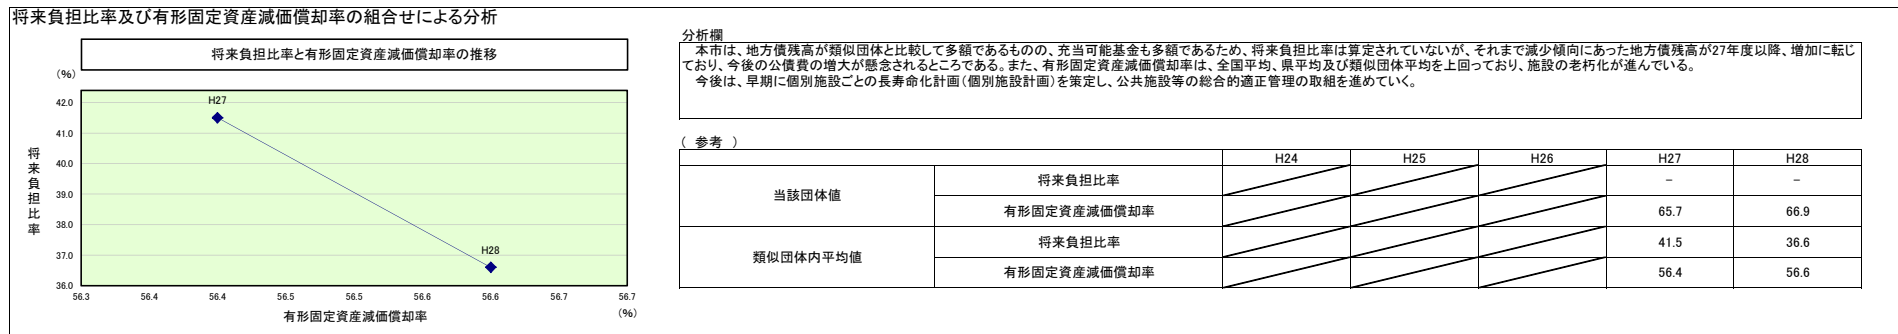 将来負担比率及び有形固定資産減価償却率の組合せによる分析
将来負担比率と有形固定資産減価償却率の推移
(%)
42.0
41.0
40.0
39.0
38.0
37.0
36.0
将来負担比率
H27
H28
56.3 56.4 56.4 56.5 56.5 56.6 56.6 56.7 56.7
有形固定資産減価償却率
(%)
分析欄
本市は、地方債残高が類似団体と比較して多額であるものの、充当可能基金も多額であるため、将来負担比率は算定されていないが、それまで減少傾向にあった地方債残高が27年度以降、増加に転じ
ており、今後の公債費の増大が懸念されるところである。また、有形固定資産減価償却率は、全国平均、県平均及び類似団体平均を上回っており、施設の老朽化が進んでいる。
今後は、早期に個別施設ごとの長寿命化計画(個別施設計画)を策定し、公共施設等の総合的適正管理の取組を進めていく。
( 参考 )
H24 H25 H26 H27 H28
当該団体値
将来負担比率 － －
有形固定資産減価償却率 65.7 66.9
類似団体内平均値
将来負担比率 41.5 36.6
有形固定資産減価償却率 56.4 56.6